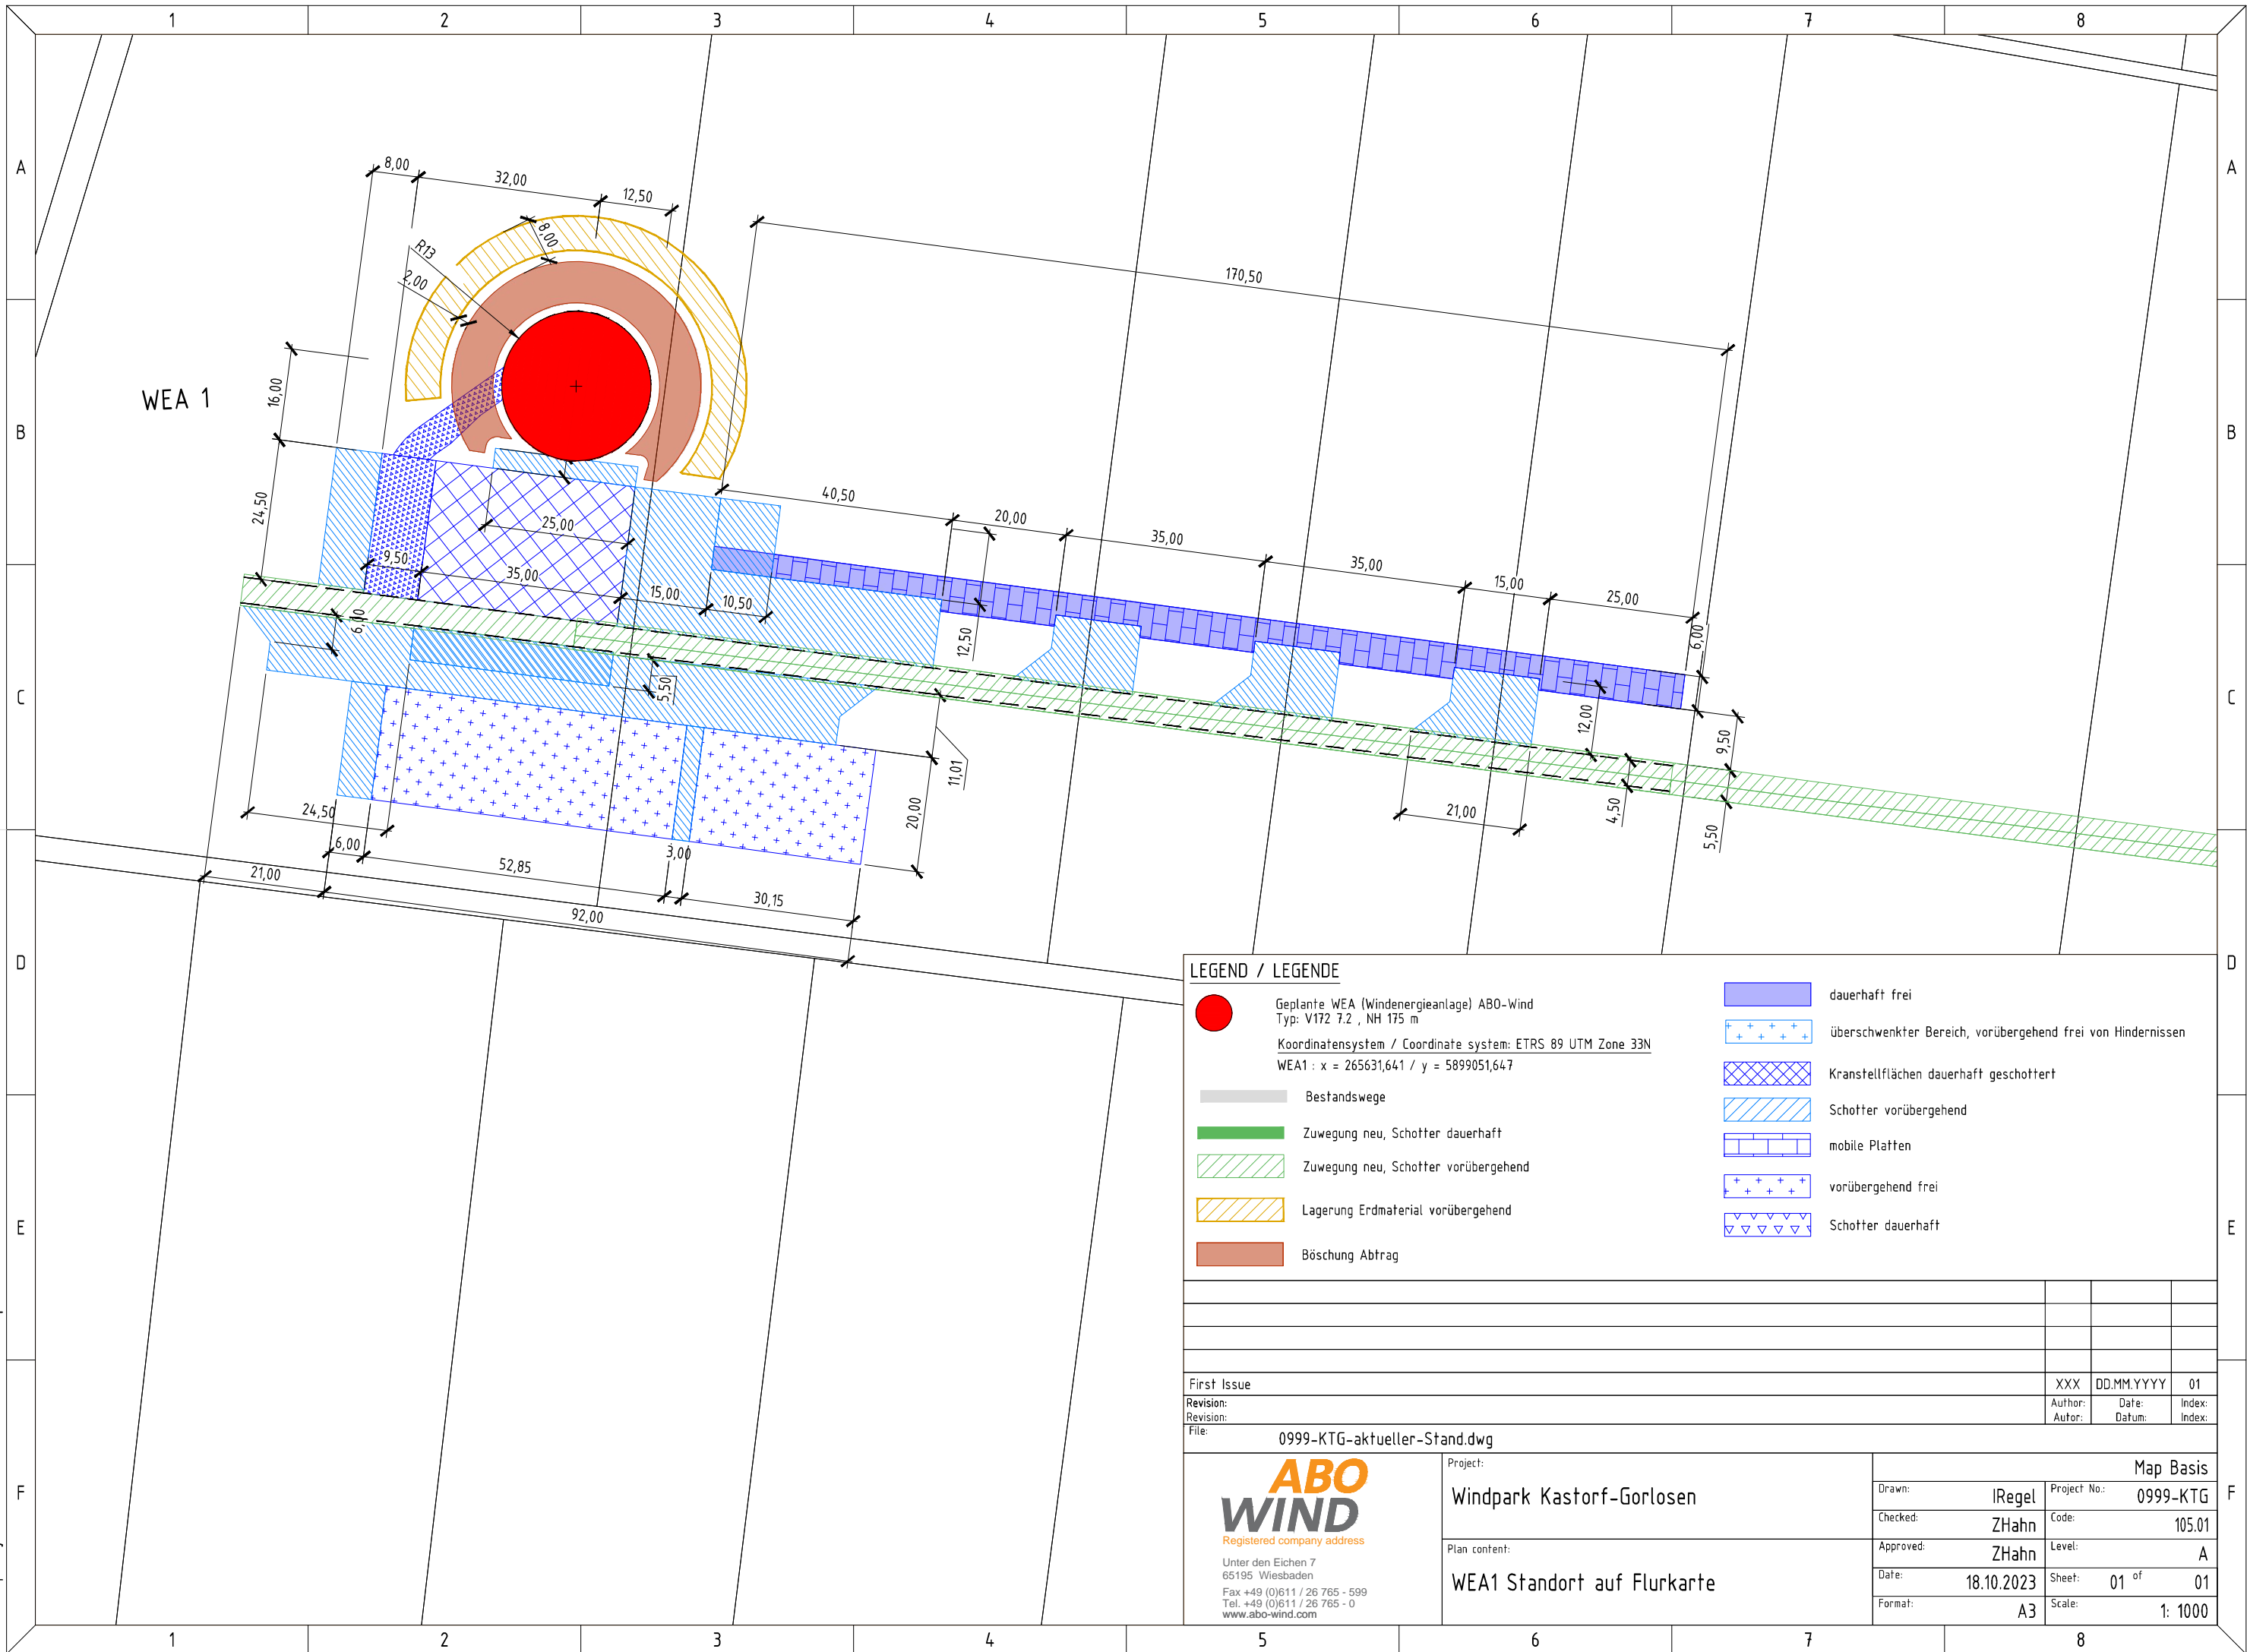 1 2 3 4 5 6 7 8
A A
B B
C C
D D
E E
F F
8,00
32,00
12,50
8,00
R13
2,00
170,50
WEA 1
16,00
24,50
40,50
20,00
35,00
35,00
15,00
25,00
25,00
9,50
35,00
15,00
10,50
6,00
12,50
6,00
5,50
12,00
9,50
11,01
20,00
24,50
21,00
4,50
5,50
6,00
52,85
3,00
30,15
21,00
92,00
LEGEND / LEGENDE
Geplante WEA (Windenergieanlage) ABO-Wind
Typ: V172 7.2 , NH 175 m
Koordinatensystem / Coordinate system: ETRS 89 UTM Zone 33N
WEA1 : x = 265631,641 / y = 5899051,647
Bestandswege
Zuwegung neu, Schotter dauerhaft
Zuwegung neu, Schotter vorübergehend
Lagerung Erdmaterial vorübergehend
Böschung Abtrag
dauerhaft frei
überschwenkter Bereich, vorübergehend frei von Hindernissen
Kranstellflächen dauerhaft geschottert
Schotter vorübergehend
mobile Platten
vorübergehend frei
Schotter dauerhaft
First Issue XXX DD.MM.YYYY 01
Revision: Author: Date: Index:
Revision: Autor: Datum: Index:
File: 0999-KTG-aktueller-Stand.dwg
ABO
WIND
Registered company address
Unter den Eichen 7
65195 Wiesbaden
Fax +49 (0)611 / 26 765 - 599
Tel. +49 (0)611 / 26 765 - 0
www.abo-wind.com
Project:
Windpark Kastorf-Gorlosen
Plan content:
WEA1 Standort auf Flurkarte
Map Basis
Drawn: IRegel Project No.: 0999-KTG
Checked: ZHahn Code: 105.01
Approved: ZHahn Level: A
Date: 18.10.2023 Sheet: 01 of 01
Format: A3 Scale: 1: 1000
1 2 3 4 5 6 7 8